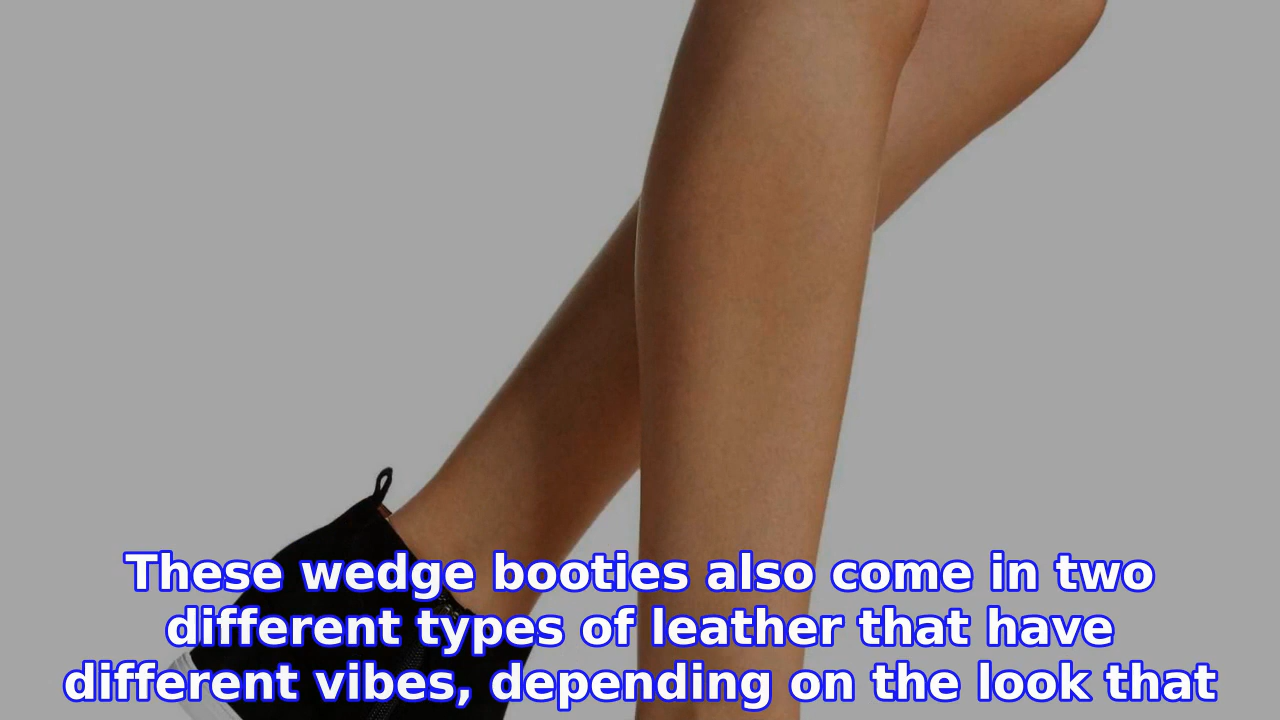 These wedge booties also come in two
different types of leather that have
different vibes, depending on the look that